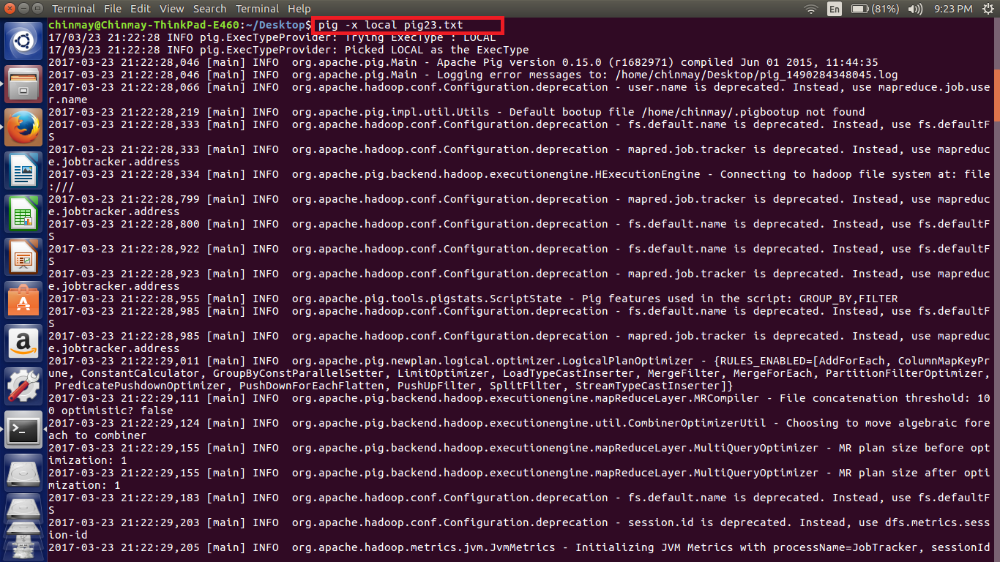 Terminal File Edit View Search Terminal Help En (81%) 9:23 PM
chinmay@Chinmay-ThinkPad-E460:~/Desktop$ pig -x local pig23.txt
17/03/23 21:22:28 INFO pig.ExecTypeProvider: Trying ExecType : LOCAL
17/03/23 21:22:28 INFO pig.ExecTypeProvider: Picked LOCAL as the ExecType
2017-03-23 21:22:28,046 [main] INFO  org.apache.pig.Main - Apache Pig version 0.15.0 (r1682971) compiled Jun 01 2015, 11:44:35
2017-03-23 21:22:28,046 [main] INFO  org.apache.pig.Main - Logging error messages to: /home/chinmay/Desktop/pig_1490284348045.log
2017-03-23 21:22:28,066 [main] INFO  org.apache.hadoop.conf.Configuration.deprecation - user.name is deprecated. Instead, use mapreduce.job.use
r.name
2017-03-23 21:22:28,219 [main] INFO  org.apache.pig.impl.util.Utils - Default bootup file /home/chinmay/.pigbootup not found
2017-03-23 21:22:28,333 [main] INFO  org.apache.hadoop.conf.Configuration.deprecation - fs.default.name is deprecated. Instead, use fs.defaultF
S
2017-03-23 21:22:28,333 [main] INFO  org.apache.hadoop.conf.Configuration.deprecation - mapred.job.tracker is deprecated. Instead, use mapreduc
e.jobtracker.address
2017-03-23 21:22:28,334 [main] INFO  org.apache.pig.backend.hadoop.executionengine.HExecutionEngine - Connecting to hadoop file system at: file
:///
2017-03-23 21:22:28,799 [main] INFO  org.apache.hadoop.conf.Configuration.deprecation - mapred.job.tracker is deprecated. Instead, use mapreduc
e.jobtracker.address
2017-03-23 21:22:28,800 [main] INFO  org.apache.hadoop.conf.Configuration.deprecation - fs.default.name is deprecated. Instead, use fs.defaultF
S
2017-03-23 21:22:28,922 [main] INFO  org.apache.hadoop.conf.Configuration.deprecation - fs.default.name is deprecated. Instead, use fs.defaultF
S
2017-03-23 21:22:28,923 [main] INFO  org.apache.hadoop.conf.Configuration.deprecation - mapred.job.tracker is deprecated. Instead, use mapreduc
e.jobtracker.address
2017-03-23 21:22:28,955 [main] INFO  org.apache.pig.tools.pigstats.ScriptState - Pig features used in the script: GROUP_BY,FILTER
2017-03-23 21:22:28,985 [main] INFO  org.apache.hadoop.conf.Configuration.deprecation - fs.default.name is deprecated. Instead, use fs.defaultF
S
2017-03-23 21:22:28,985 [main] INFO  org.apache.hadoop.conf.Configuration.deprecation - mapred.job.tracker is deprecated. Instead, use mapreduc
e.jobtracker.address
2017-03-23 21:22:29,011 [main] INFO  org.apache.pig.newplan.logical.optimizer.LogicalPlanOptimizer - {RULES_ENABLED=[AddForEach, ColumnMapKeyPr
une, ConstantCalculator, GroupByConstParallelSetter, LimitOptimizer, LoadTypeCastInserter, MergeFilter, MergeForEach, PartitionFilterOptimizer,
 PredicatePushdownOptimizer, PushDownForEachFlatten, PushUpFilter, SplitFilter, StreamTypeCastInserter]}
2017-03-23 21:22:29,111 [main] INFO  org.apache.pig.backend.hadoop.executionengine.mapReduceLayer.MRCompiler - File concatenation threshold: 10
0 optimistic? false
2017-03-23 21:22:29,124 [main] INFO  org.apache.pig.backend.hadoop.executionengine.util.CombinerOptimizerUtil - Choosing to move algebraic fore
ach to combiner
2017-03-23 21:22:29,155 [main] INFO  org.apache.pig.backend.hadoop.executionengine.mapReduceLayer.MultiQueryOptimizer - MR plan size before opt
imization: 1
2017-03-23 21:22:29,155 [main] INFO  org.apache.pig.backend.hadoop.executionengine.mapReduceLayer.MultiQueryOptimizer - MR plan size after opti
mization: 1
2017-03-23 21:22:29,183 [main] INFO  org.apache.hadoop.conf.Configuration.deprecation - fs.default.name is deprecated. Instead, use fs.defaultF
S
2017-03-23 21:22:29,203 [main] INFO  org.apache.hadoop.conf.Configuration.deprecation - session.id is deprecated. Instead, use dfs.metrics.sess
ion-id
2017-03-23 21:22:29,205 [main] INFO  org.apache.hadoop.metrics.jvm.JvmMetrics - Initializing JVM Metrics with processName=JobTracker, sessionId